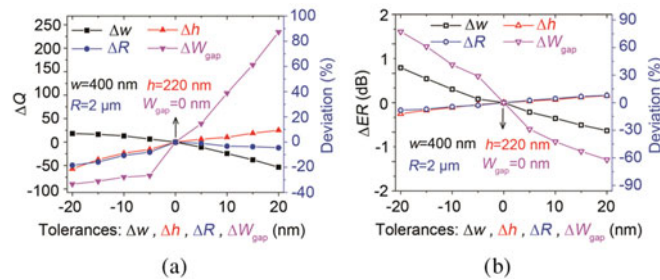 250
200
150
100
50
0
-50
-100
ΔQ
Δw Δh
ΔR ΔWgap
w=400 nm h=220 nm
R=2 μm Wgap=0 nm
100
80
60
40
20
0
-20
-40
Deviation (%)
-20 -10 0 10 20
Tolerances: Δw , Δh , ΔR , ΔWgap (nm)
(a)
2
1
0
-1
-2
ΔER (dB)
Δw Δh
ΔR ΔWgap
w=400 nm h=220 nm
R=2 μm Wgap=0 nm
90
60
30
0
-30
-60
-90
Deviation (%)
-20 -10 0 10 20
Tolerances: Δw , Δh , ΔR , ΔWgap (nm)
(b)